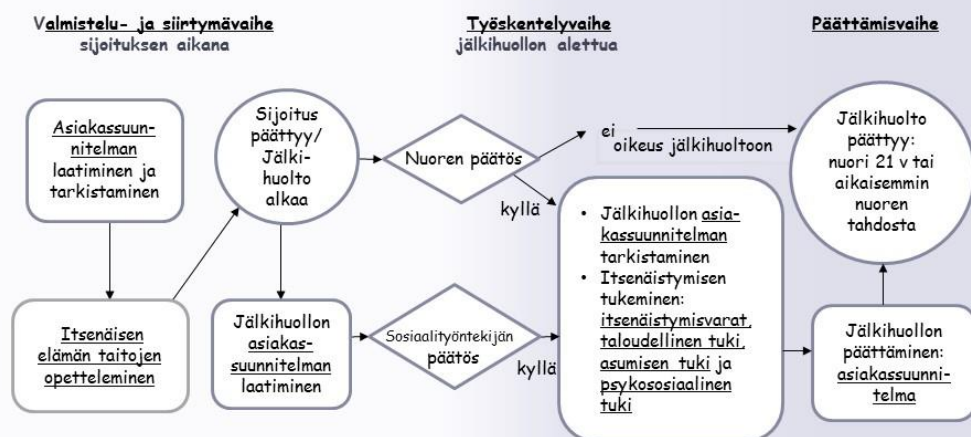 Valmistelu- ja siirtymävaihe
sijoituksen aikana
Työskentelyvaihe
jälkihuollon alettua
Päättämisvaihe
Asiakassuun-
nitelman
laatiminen ja
tarkistaminen
Sijoitus
päättyy/
Jälki-
huolto
alkaa
Nuoren päätös
ei
oikeus jälkihuoltoon
kyllä
Jälkihuolto
päättyy:
nuori 21 v tai
aikaisemmin
nuoren
tahdosta
Itsenäisen
elämän taitojen
opetteleminen
Jälkihuollon
asiakas-
suunnitelman
laatiminen
Sosiaalityöntekijän
päätös
kyllä
• Jälkihuollon asia-
kassuunnitelman
tarkistaminen
• Itsenäistymisen
tukeminen:
itsenäistymisvarat,
taloudellinen tuki,
asumisen tuki ja
psykososiaalinen
tuki
Jälkihuollon
päättäminen:
asiakassuunni-
telma